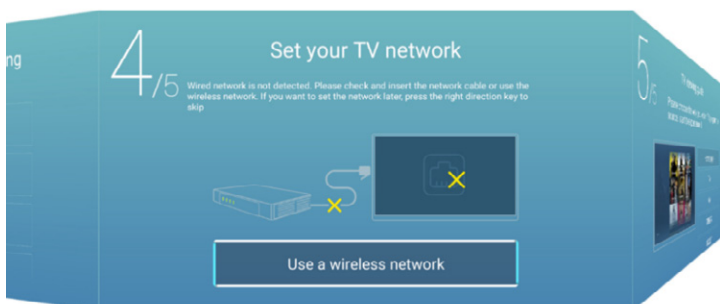 ng
4/5
Set your TV network
Wired network is not detected. Please check and insert the network cable or use the
wireless network. If you want to set the network later, press the right direction key to
skip
Use a wireless network
5/5